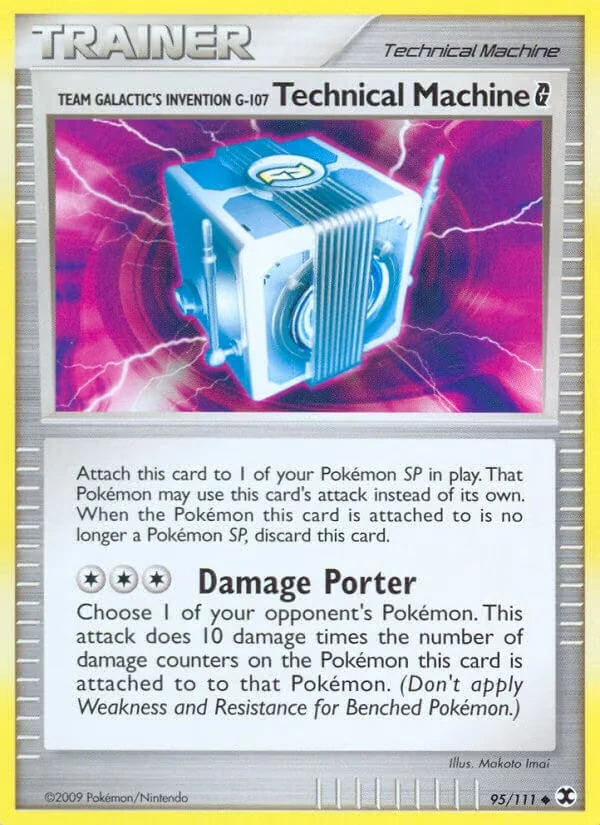 TRAINER
Technical Machine
TEAM GALACTIC'S INVENTION G-107 Technical Machine G
Attach this card to 1 of your Pokémon SP in play. That
Pokémon may use this card's attack instead of its own.
When the Pokémon this card is attached to is no
longer a Pokémon SP, discard this card.
Damage Porter
Choose 1 of your opponent's Pokémon. This
attack does 10 damage times the number of
damage counters on the Pokémon this card is
attached to to that Pokémon. (Don't apply
Weakness and Resistance for Benched Pokémon.)
Illus. Makoto Imai
©2009 Pokémon/Nintendo
95/111